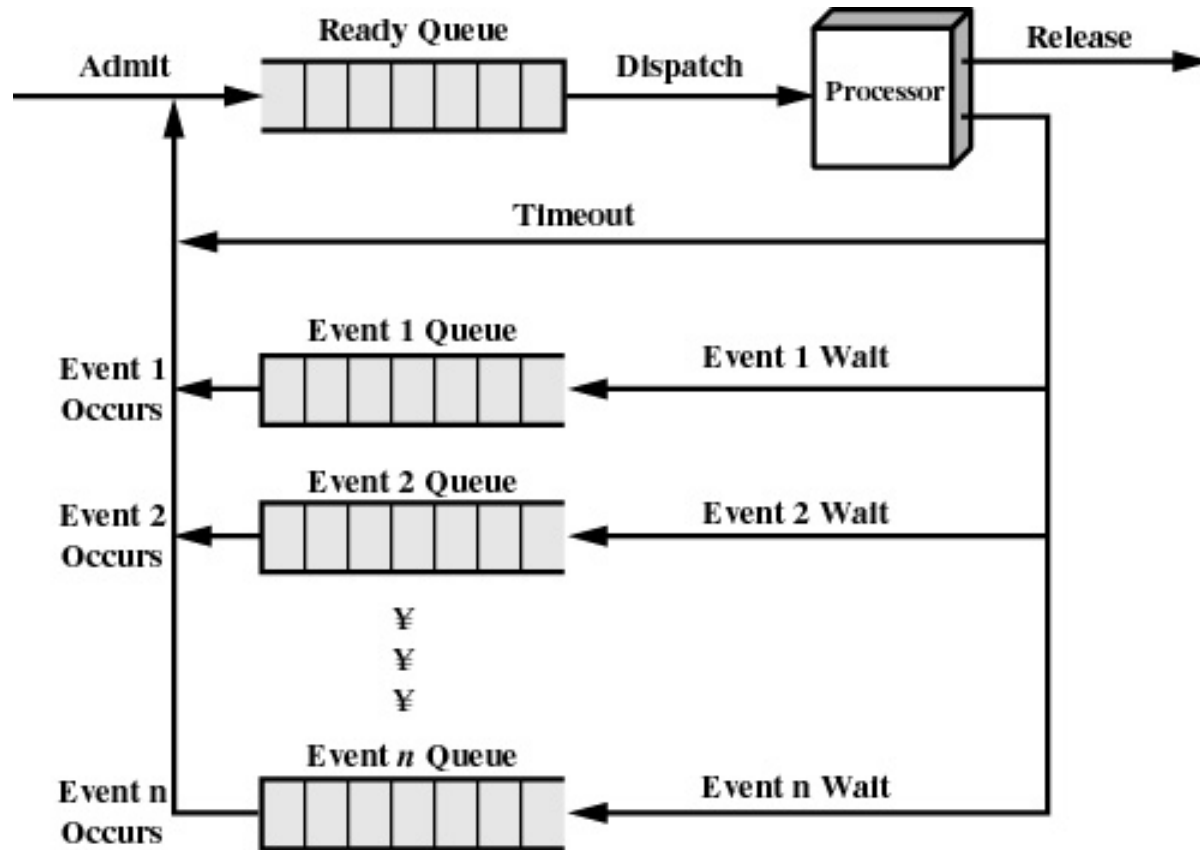 Ready Queue
Admit
Dispatch
Release
Processor
Timeout
Event 1 Queue
Event 1 Wait
Event 1
Occurs
Event 2 Queue
Event 2 Wait
Event 2
Occurs
¥
¥
¥
Event n Queue
Event n Wait
Event n
Occurs